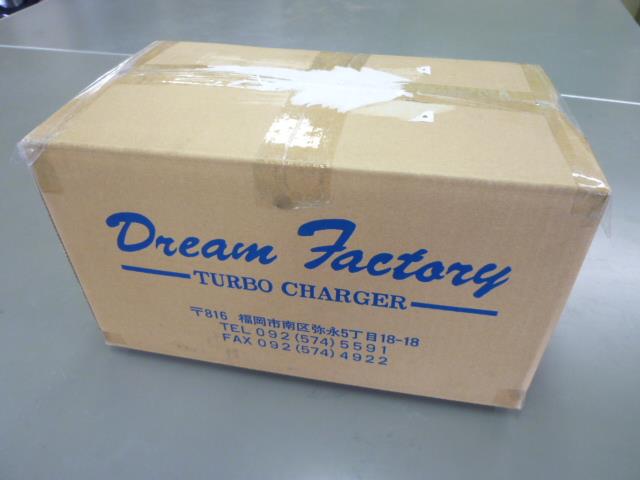 Dream Factory
TURBO CHARGER
〒816 福岡市南区弥永5丁目18-18
TEL 092(574)5591
FAX 092(574)4922